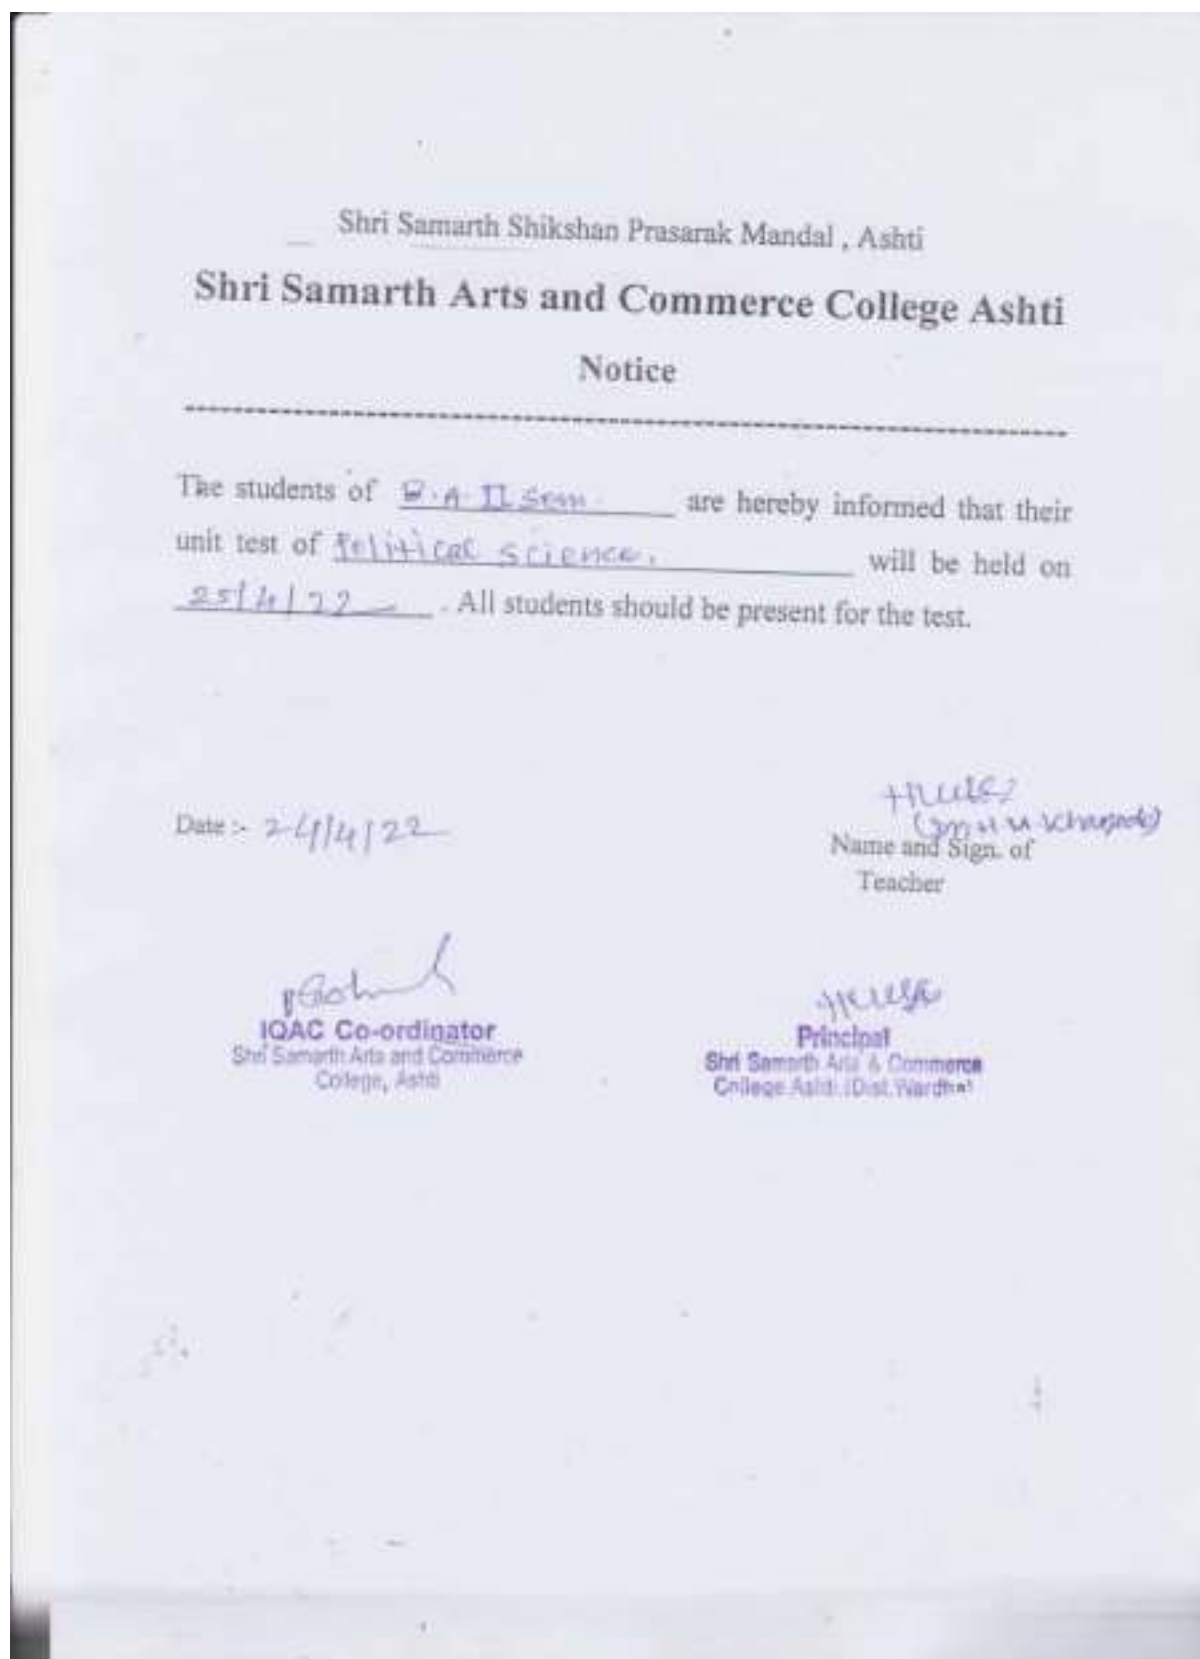 Shri Samarth Shikshan Prasarak Mandal , Ashti
Shri Samarth Arts and Commerce College Ashti
Notice
The students of B.A II Sem are hereby informed that their
unit test of Political Science. will be held on
25/4/22 . All students should be present for the test.
Date :- 24/4/22
Name and Sign. of
Teacher
IQAC Co-ordinator
Shri Samarth Arts and Commerce
College, Ashti
Principal
Shri Samarth Arts & Commerce
College Ashti (Dist.Wardha)